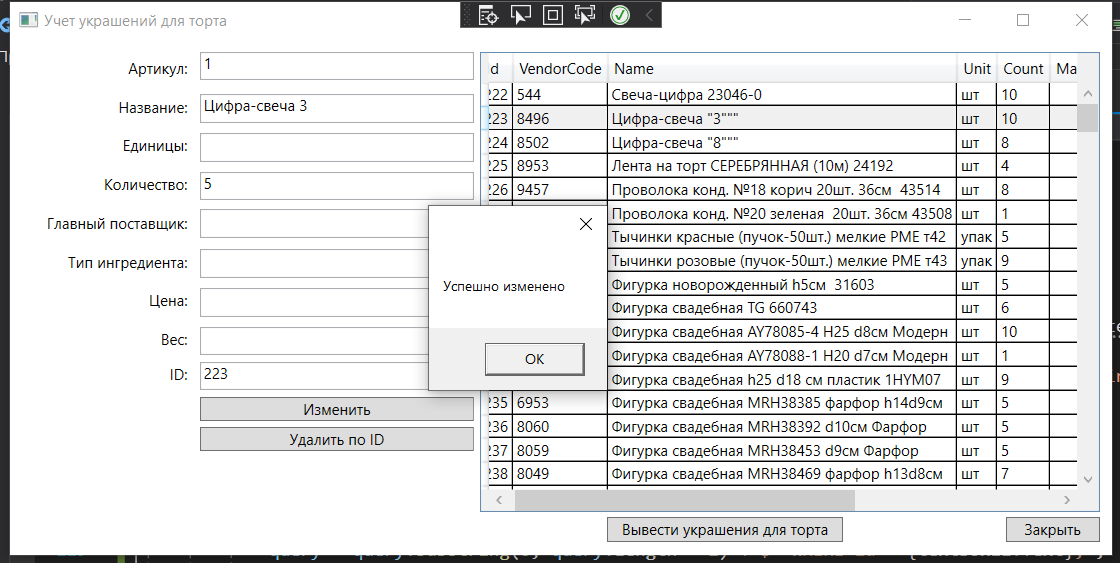 Учет украшений для торта
Артикул: 1
Название: Цифра-свеча 3
Единицы:
Количество: 5
Главный поставщик:
Тип ингредиента:
Цена:
Вес:
ID: 223
Изменить
Удалить по ID
d VendorCode Name Unit Count Ma
222 544 Свеча-цифра 23046-0 шт 10
223 8496 Цифра-свеча "3""" шт 10
224 8502 Цифра-свеча "8""" шт 8
225 8953 Лента на торт СЕРЕБРЯННАЯ (10м) 24192 шт 4
226 9457 Проволока конд. №18 корич 20шт. 36см 43514 шт 8
Проволока конд. №20 зеленая 20шт. 36см 43508 шт 1
Тычинки красные (пучок-50шт.) мелкие РМЕ т42 упак 5
Тычинки розовые (пучок-50шт.) мелкие РМЕ т43 упак 9
Фигурка новорожденный h5см 31603 шт 5
Фигурка свадебная TG 660743 шт 6
Фигурка свадебная AY78085-4 H25 d8см Модерн шт 10
Фигурка свадебная AY78088-1 H20 d7см Модерн шт 1
Фигурка свадебная h25 d18 см пластик 1HYM07 шт 9
235 6953 Фигурка свадебная MRH38385 фарфор h14d9см шт 5
236 8060 Фигурка свадебная MRH38392 d10см Фарфор шт 5
237 8059 Фигурка свадебная MRH38453 d9см Фарфор шт 5
238 8049 Фигурка свадебная MRH38469 фарфор h13d8см шт 7
Успешно изменено
OK
Вывести украшения для торта
Закрыть